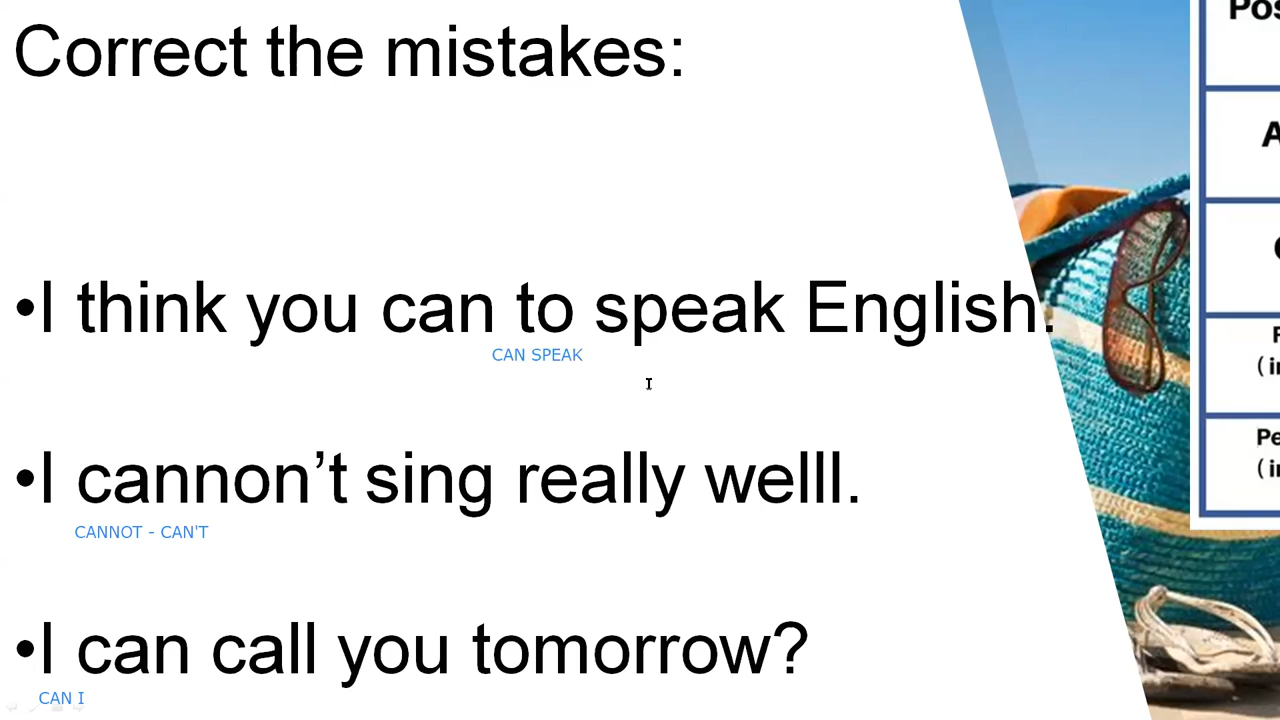 Correct the mistakes:
•I think you can to speak English.
CAN SPEAK
•I cannon’t sing really welll.
CANNOT - CAN'T
•I can call you tomorrow?
CAN I